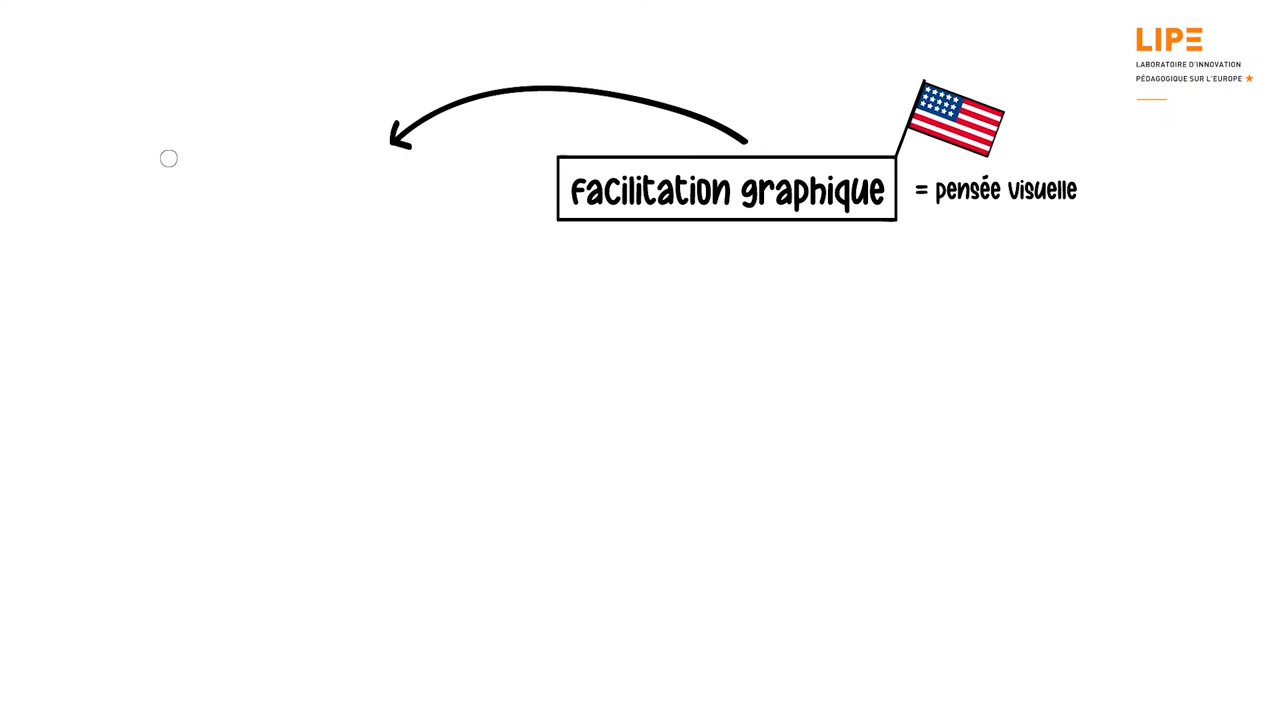 LIPE
LABORATOIRE D'INNOVATION
PÉDAGOGIQUE SUR L'EUROPE
facilitation graphique
= pensée visuelle